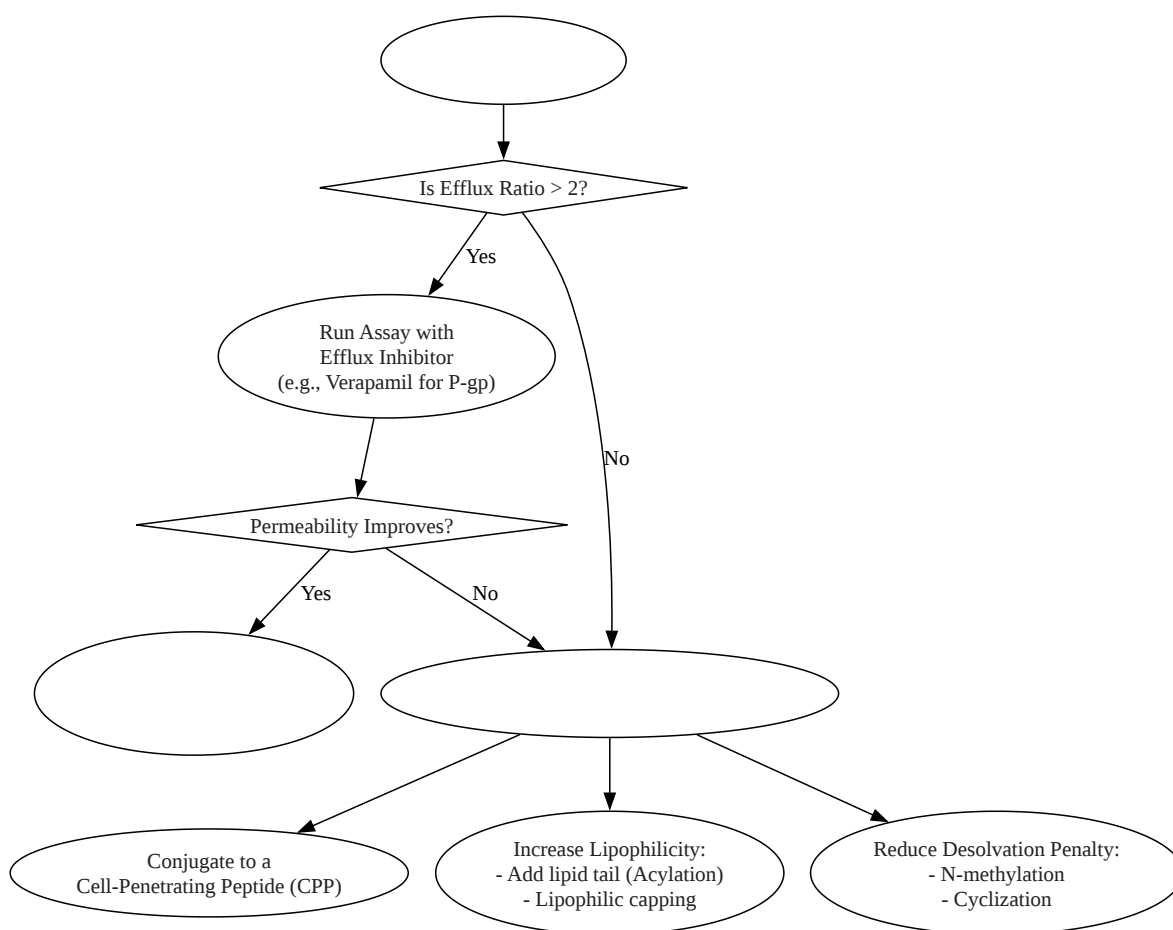 Is Efflux Ratio > 2?
Yes
Run Assay with
Efflux Inhibitor
(e.g., Verapamil for P-gp)
No
Permeability Improves?
Yes
No
Conjugate to a
Cell-Penetrating Peptide (CPP)
Increase Lipophilicity:
- Add lipid tail (Acylation)
- Lipophilic capping
Reduce Desolvation Penalty:
- N-methylation
- Cyclization